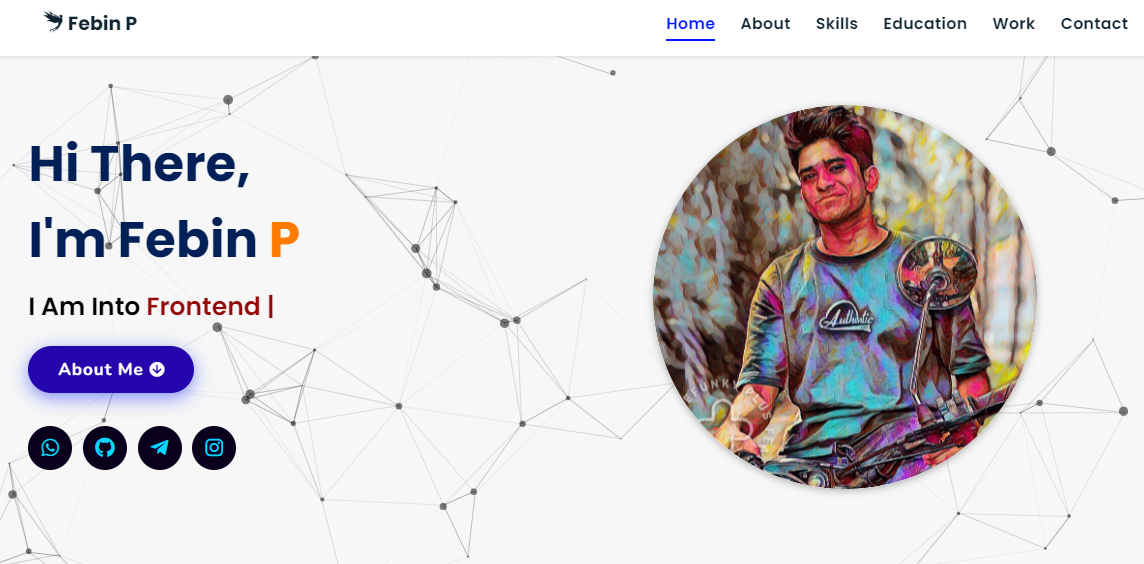 Febin P
Home About Skills Education Work Contact
Hi There,
I'm Febin P
I Am Into Frontend |
About Me
Authentic